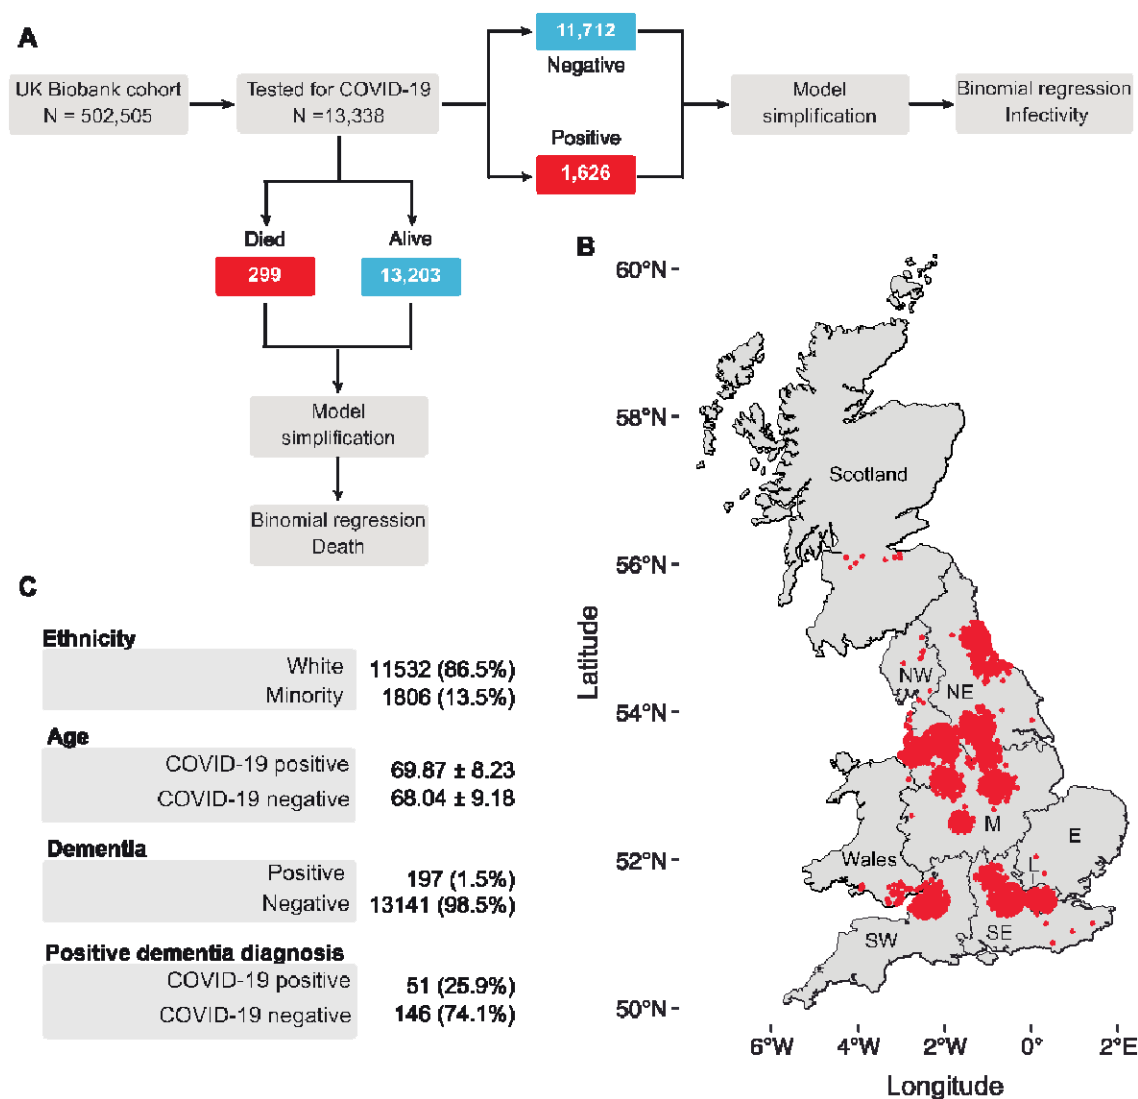 A
UK Biobank cohort
N = 502,505
Tested for COVID-19
N =13,338
11,712
Negative
Positive
1,626
Model
simplification
Binomial regression
Infectivity
Died
Alive
299
13,203
Model
simplification
Binomial regression
Death
B
60°N
58°N
56°N
54°N
52°N
50°N
Latitude
Scotland
NW
NE
M
E
Wales
L
SW
SE
6°W
4°W
2°W
0°
2°E
Longitude
C
Ethnicity
White 11532 (86.5%)
Minority 1806 (13.5%)
Age
COVID-19 positive 69.87 ± 8.23
COVID-19 negative 68.04 ± 9.18
Dementia
Positive 197 (1.5%)
Negative 13141 (98.5%)
Positive dementia diagnosis
COVID-19 positive 51 (25.9%)
COVID-19 negative 146 (74.1%)